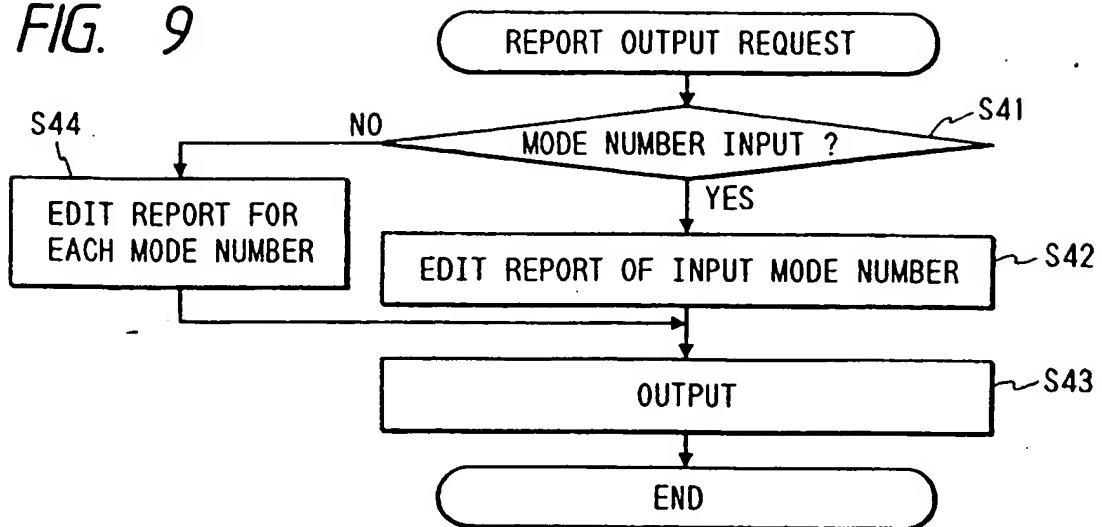 FIG. 9
REPORT OUTPUT REQUEST
S41
MODE NUMBER INPUT ?
NO
YES
S44
EDIT REPORT FOR
EACH MODE NUMBER
EDIT REPORT OF INPUT MODE NUMBER
S42
OUTPUT
S43
END